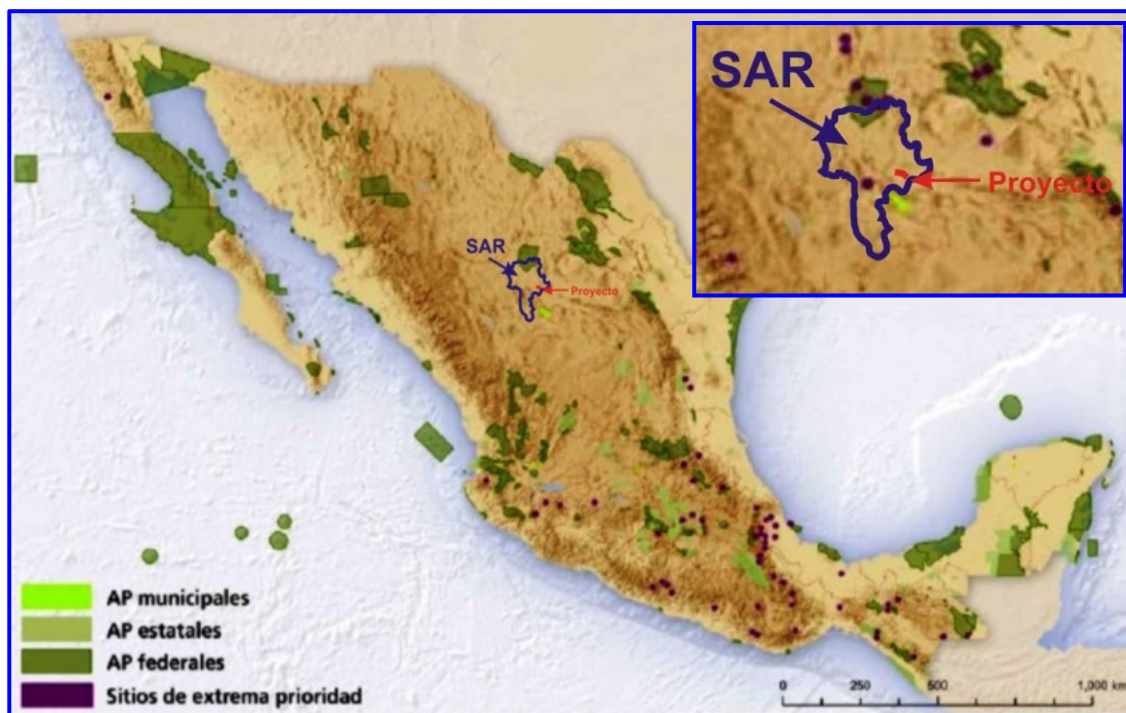 SAR
Proyecto
SAR
Proyecto
AP municipales
AP estatales
AP federales
Sitios de extrema prioridad
0 250 500 1,000 km